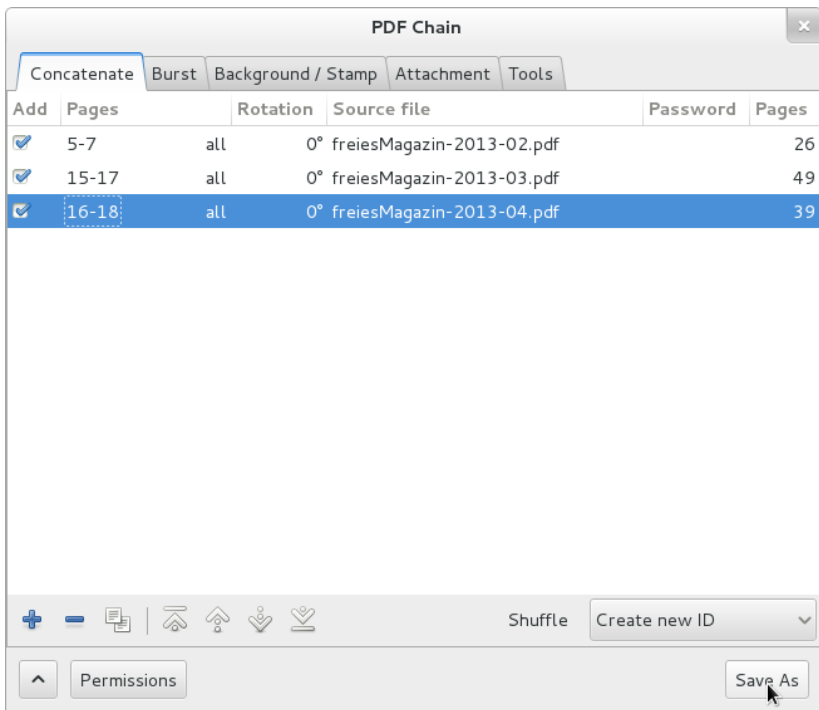 PDF Chain
Concatenate Burst Background / Stamp Attachment Tools
Add Pages Rotation Source file Password Pages
5-7 all 0° freiesMagazin-2013-02.pdf 26
15-17 all 0° freiesMagazin-2013-03.pdf 49
16-18 all 0° freiesMagazin-2013-04.pdf 39
Shuffle Create new ID
Permissions Save As